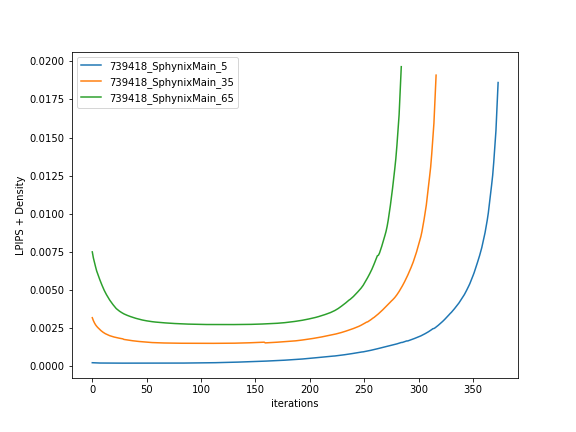 739418_SphynixMain_5
739418_SphynixMain_35
739418_SphynixMain_65
0.0200
0.0175
0.0150
0.0125
0.0100
0.0075
0.0050
0.0025
0.0000
LPIPS + Density
0 50 100 150 200 250 300 350
iterations